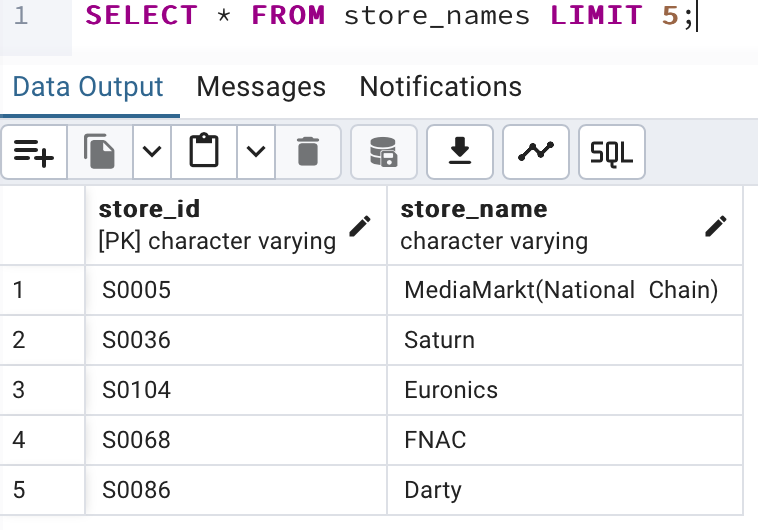 1 SELECT * FROM store_names LIMIT 5;
Data Output Messages Notifications
SQL
store_id store_name
[PK] character varying character varying
1 S0005 MediaMarkt(National  Chain)
2 S0036 Saturn
3 S0104 Euronics
4 S0068 FNAC
5 S0086 Darty